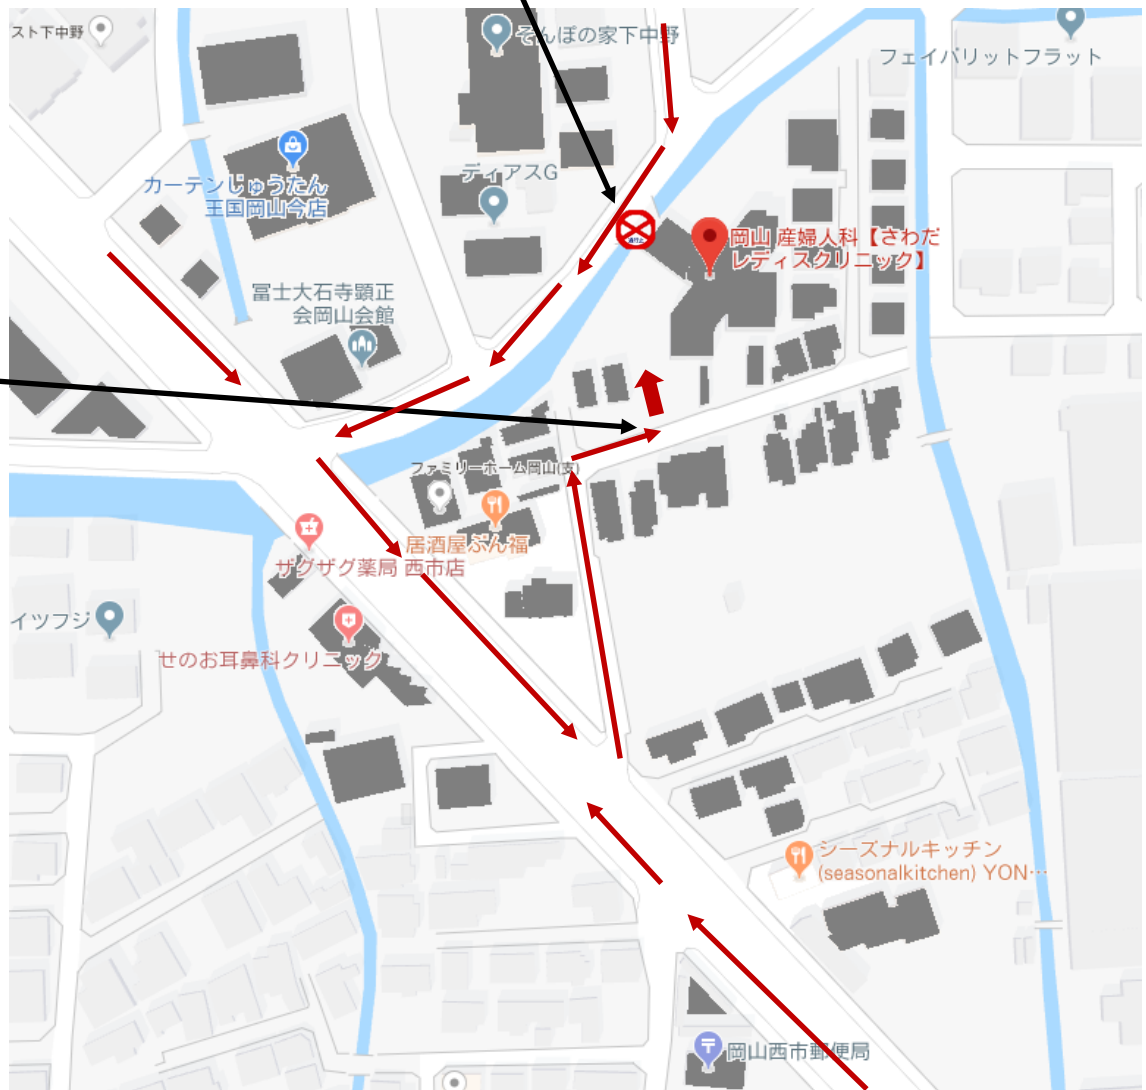 スト下中野
そんぽの家下中野
フェイバリットフラット
ディアスG
カーテンじゅうたん
王国岡山今店
岡山 産婦人科【さわだ
レディスクリニック】
冨士大石寺顕正
会岡山会館
ファミリーホーム岡山(支)
居酒屋ぶん福
ザグザグ薬局 西市店
イツフジ
せのお耳鼻科クリニック
シーズナルキッチン
(seasonalkitchen) YON…
岡山西市郵便局